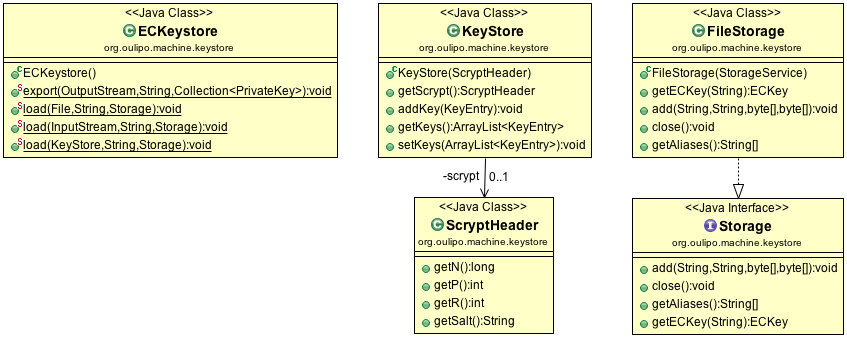 <<Java Class>>
ECKeystore
org.oulipo.machine.keystore
ECKeystore()
export(OutputStream,String,Collection<PrivateKey>):void
load(File,String,Storage):void
load(InputStream,String,Storage):void
load(KeyStore,String,Storage):void
<<Java Class>>
KeyStore
org.oulipo.machine.keystore
KeyStore(ScryptHeader)
getScrypt():ScryptHeader
addKey(KeyEntry):void
getKeys():ArrayList<KeyEntry>
setKeys(ArrayList<KeyEntry>):void
-scrypt 0..1
<<Java Class>>
ScryptHeader
org.oulipo.machine.keystore
getN():long
getP():int
getR():int
getSalt():String
<<Java Class>>
FileStorage
org.oulipo.machine.keystore
FileStorage(StorageService)
getECKey(String):ECKey
add(String,String,byte[],byte[]):void
close():void
getAliases():String[]
<<Java Interface>>
Storage
org.oulipo.machine.keystore
add(String,String,byte[],byte[]):void
close():void
getAliases():String[]
getECKey(String):ECKey